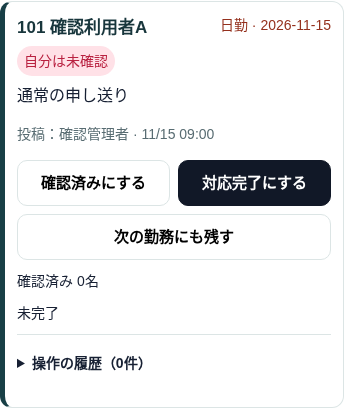 101 確認利用者A
日勤 · 2026-11-15
自分は未確認
通常の申し送り
投稿：確認管理者 · 11/15 09:00
確認済みにする
対応完了にする
次の勤務にも残す
確認済み 0名
未完了
▶ 操作の履歴（0件）